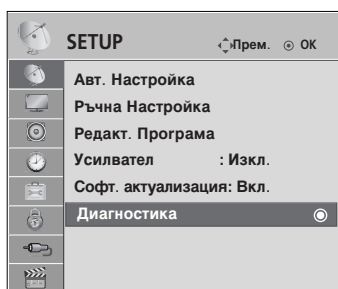 SETUP Прем. OK
Авт. Настройка
Ръчна Настройка
Редакт. Програма
Усилвател : Изкл.
Софт. актуализация: Вкл.
Диагностика